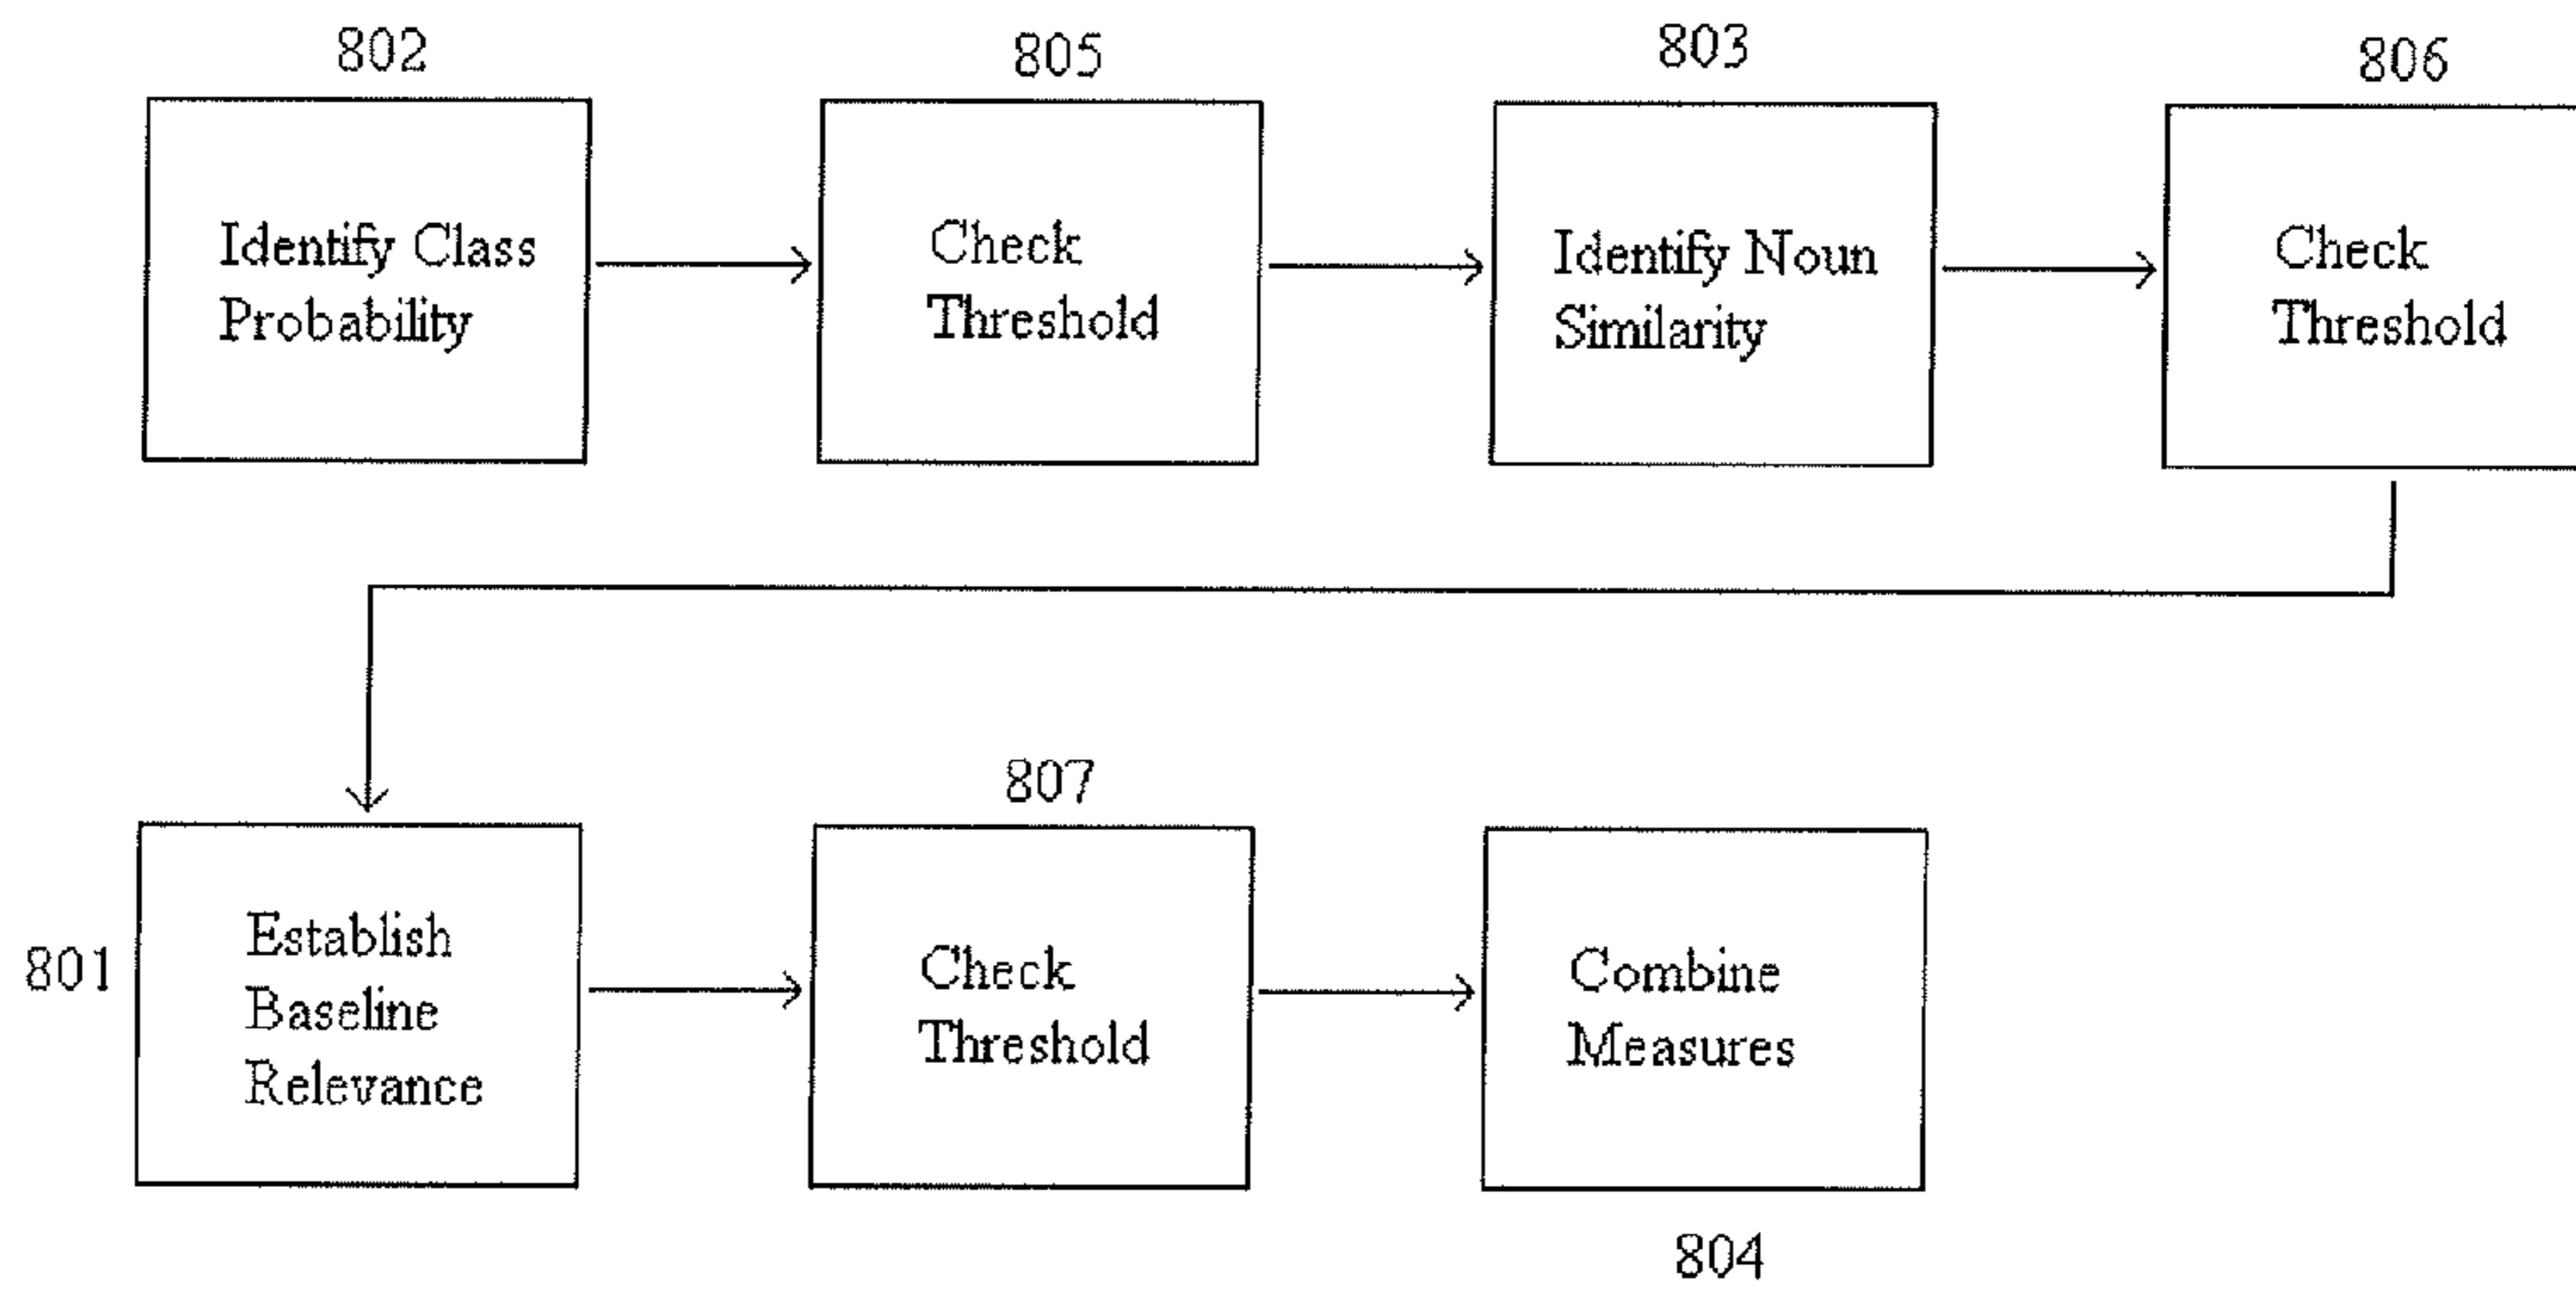 802
Identify Class
Probability
805
Check
Threshold
803
Identify Noun
Similarity
806
Check
Threshold
801
Establish
Baseline
Relevance
807
Check
Threshold
Combine
Measures
804